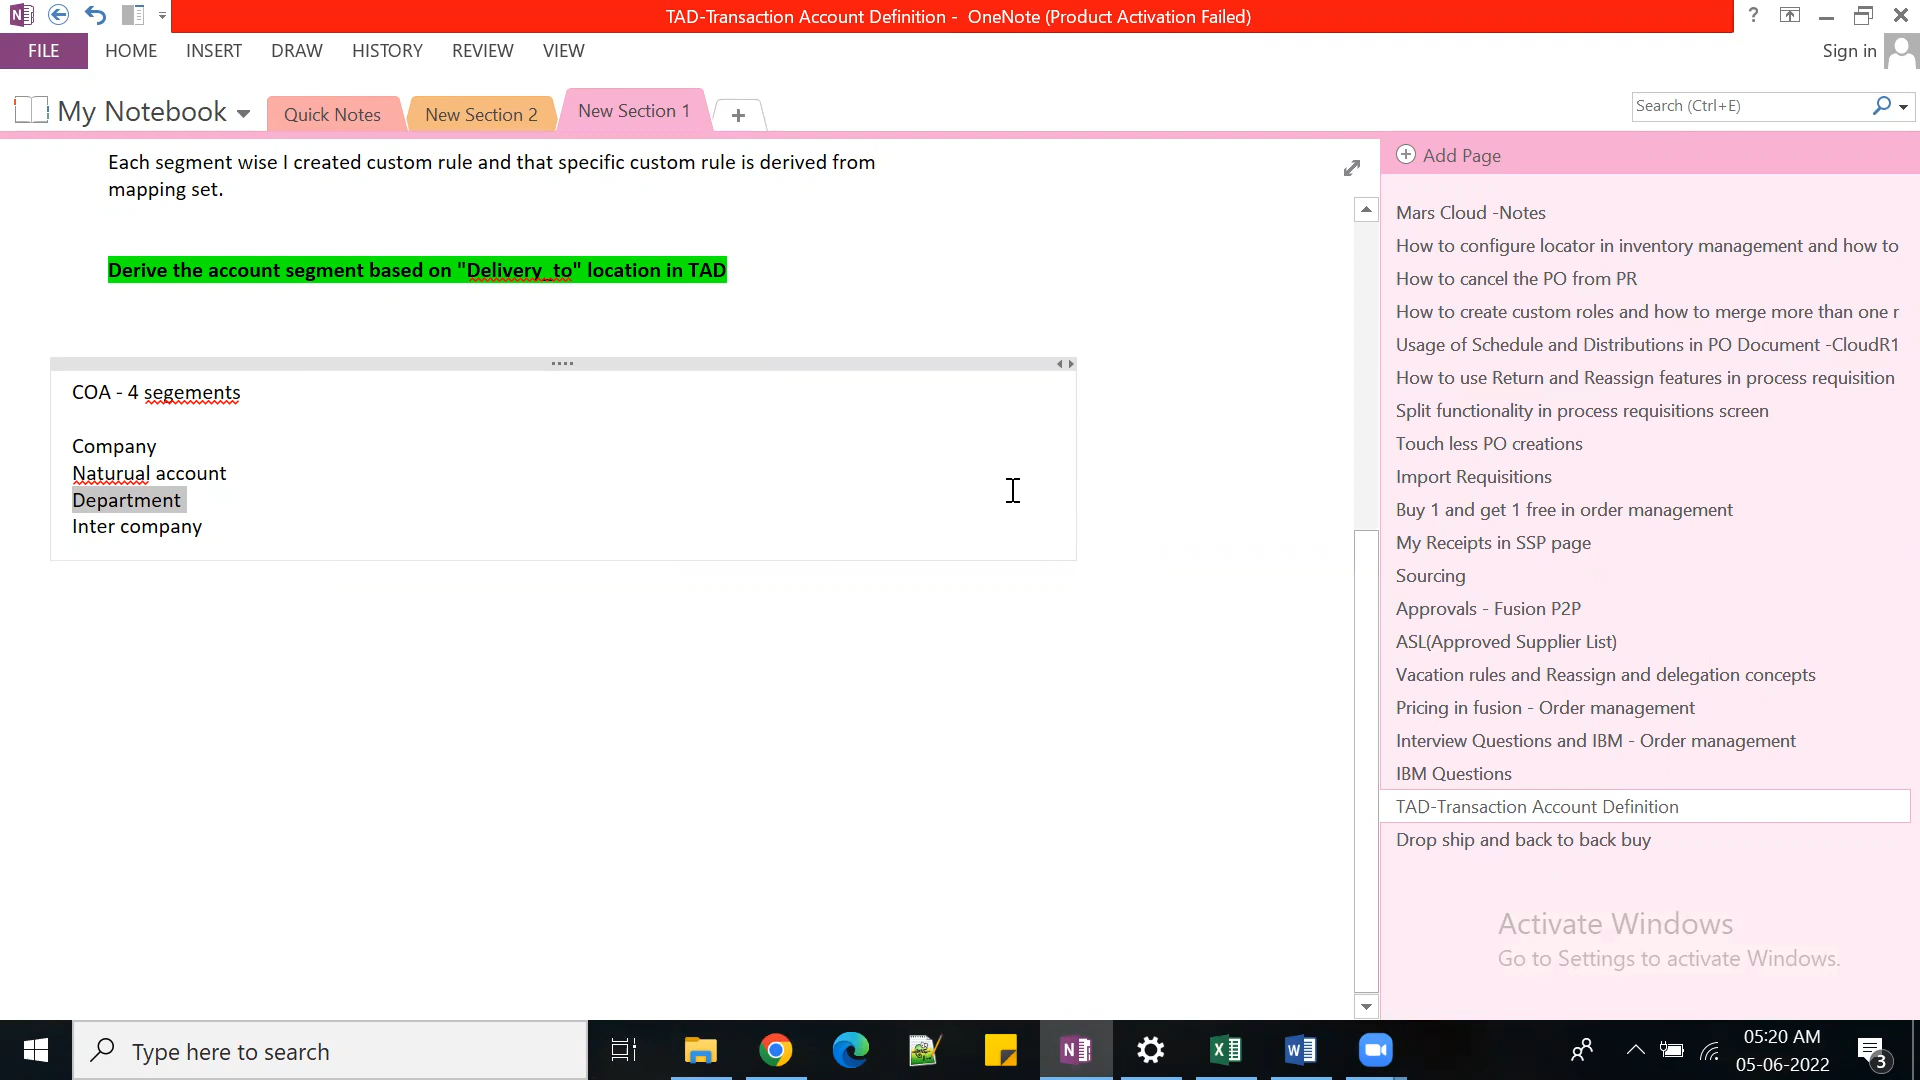 TAD-Transaction Account Definition - OneNote (Product Activation Failed)
?
FILE HOME INSERT DRAW HISTORY REVIEW VIEW
Sign in
My Notebook
Quick Notes
New Section 2
New Section 1
+
Search (Ctrl+E)
Each segment wise I created custom rule and that specific custom rule is derived from
mapping set.
Derive the account segment based on "Delivery_to" location in TAD
COA - 4 segements
Company
Naturual account
Department
Inter company
Add Page
Mars Cloud -Notes
How to configure locator in inventory management and how to
How to cancel the PO from PR
How to create custom roles and how to merge more than one r
Usage of Schedule and Distributions in PO Document -CloudR1
How to use Return and Reassign features in process requisition
Split functionality in process requisitions screen
Touch less PO creations
Import Requisitions
Buy 1 and get 1 free in order management
My Receipts in SSP page
Sourcing
Approvals - Fusion P2P
ASL(Approved Supplier List)
Vacation rules and Reassign and delegation concepts
Pricing in fusion - Order management
Interview Questions and IBM - Order management
IBM Questions
TAD-Transaction Account Definition
Drop ship and back to back buy
Activate Windows
Go to Settings to activate Windows.
Type here to search
05:20 AM
05-06-2022
3